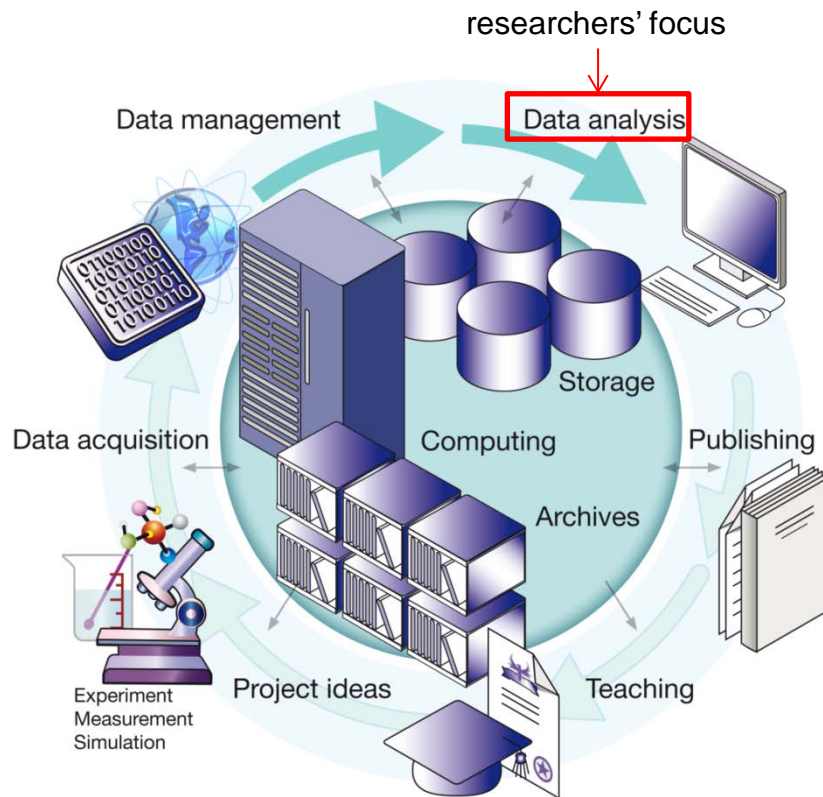 researchers' focus
Data management
Data analysis
01100100
10010110
01010011
01100101
10100110
Storage
Data acquisition
Computing
Publishing
Archives
Experiment
Measurement
Simulation
Project ideas
Teaching